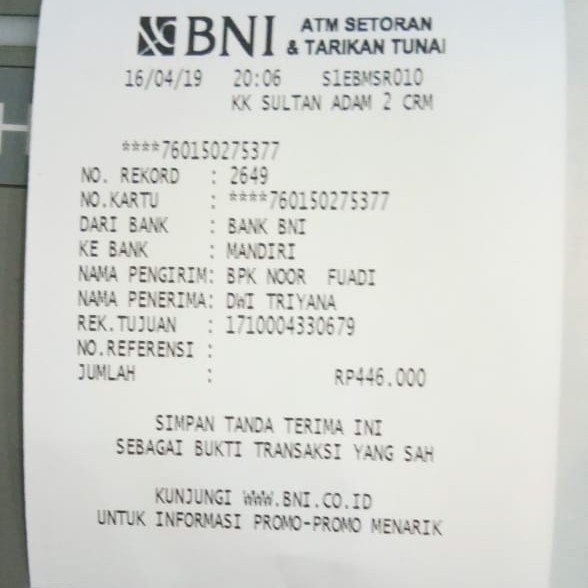 BNI ATM SETORAN
& TARIKAN TUNAI
16/04/19 20:06 S1EBMSR010
KK SULTAN ADAM 2 CRM
****760150275377
NO. REKORD : 2649
NO.KARTU : ****760150275377
DARI BANK : BANK BNI
KE BANK : MANDIRI
NAMA PENGIRIM: BPK NOOR FUADI
NAMA PENERIMA: DWI TRIYANA
REK.TUJUAN : 1710004330679
NO.REFERENSI :
JUMLAH : RP446.000
SIMPAN TANDA TERIMA INI
SEBAGAI BUKTI TRANSAKSI YANG SAH
KUNJUNGI WWW.BNI.CO.ID
UNTUK INFORMASI PROMO-PROMO MENARIK
H